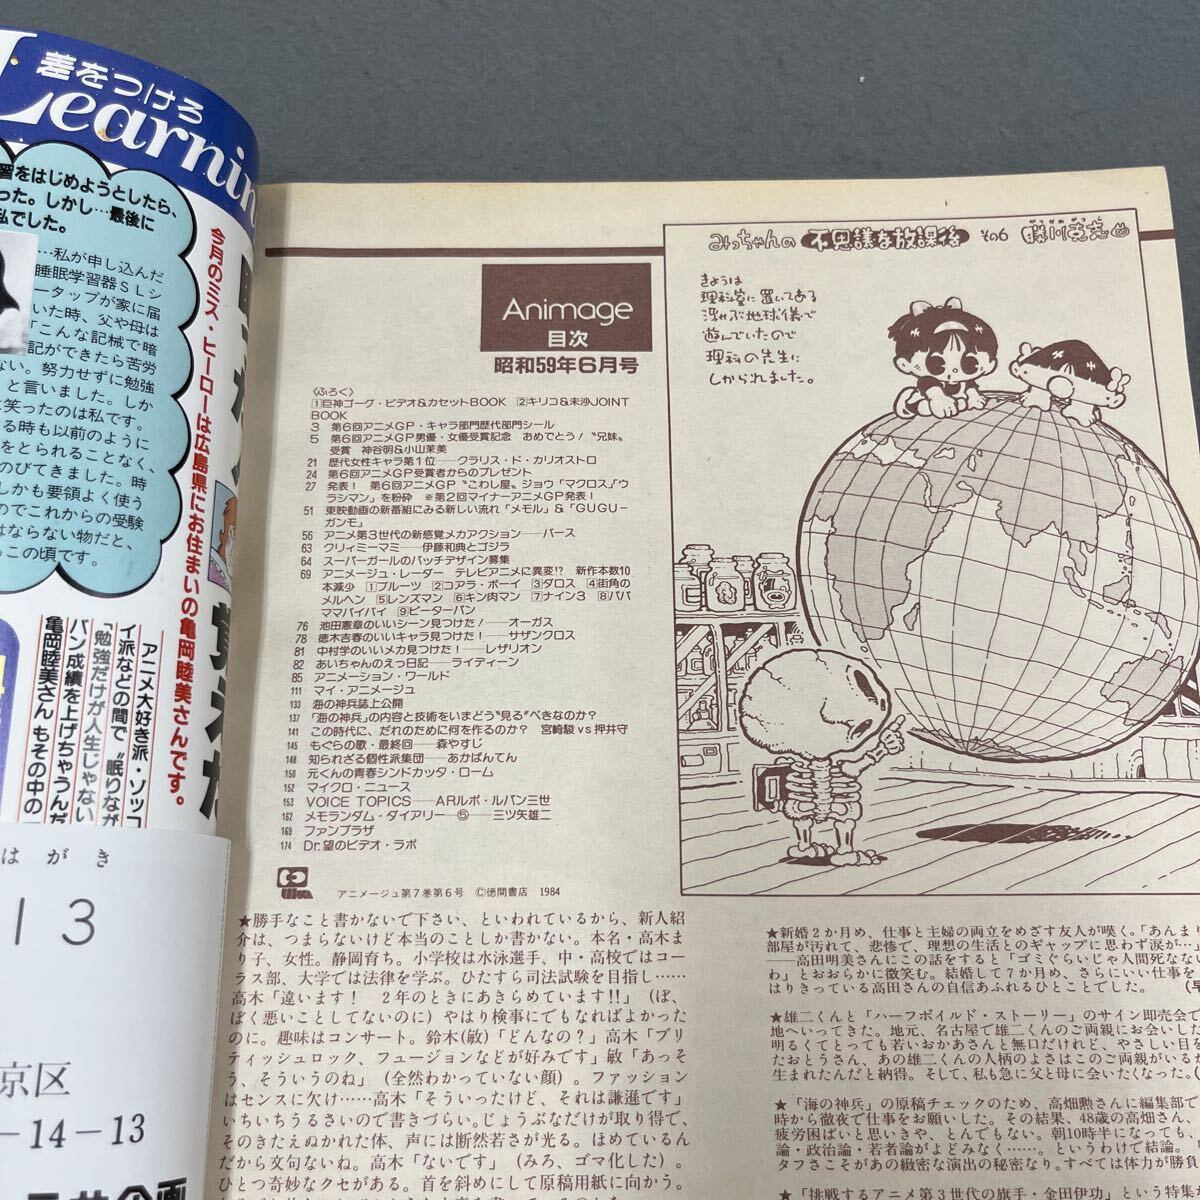 差をつけろ
Learnin
習をはじめようとしたら、
った。しかし…最後に
私でした。
…私が申し込んだ
睡眠学習器ＳＬシ
ータップが家に届
いた時、父や母は
「こんな記械で暗
記ができたら苦労
ない。努力せずに勉強
と言いました。しか
笑ったのは私です。
る時も以前のように
をとられることなく、
のびてきました。時
しかも要領よく使う
のでこれからの受験
はならない物だと、
るこの頃です。
今月のミス・ヒーローは広島県にお住まいの亀岡睦美さんです。
アニメ大好き派・ゾッコ
イ派などの間で〝眠りなが
「勉強だけが人生じゃない
バン成績を上げちゃうんだ
亀岡睦美さんもその中の一
はがき
13
京区
-14-13
Animage
目次
昭和59年6月号
〈ふろく〉
1巨神ゴーグ・ビデオ&カセットBOOK 2キリコ&未沙JOINT
BOOK
3 第6回アニメGP・キャラ部門歴代部門シール
5 第6回アニメGP男優・女優受賞記念 おめでとう!〝兄妹〟
受賞 神谷明&小山茉美
21 歴代女性キャラ第1位──クラリス・ド・カリオストロ
24 第6回アニメGP受賞者からのプレゼント
27 発表! 第6回アニメGP〝こわし屋〟ジョウ「マクロス」「ウ
ラシマン」を粉砕 ※第2回マイナーアニメGP発表!
51 東映動画の新番組にみる新しい流れ「メモル」&「GUGU-
ガンモ」
56 アニメ第3世代の新感覚メカアクション──バース
63 クリィミーマミ──伊藤和典とゴジラ
64 スーパーガールのパッチデザイン募集
69 アニメージュ・レーダー テレビアニメに異変!? 新作本数10
本減少 1ブルーツ 2コアラ・ボーイ 3ダロス 4街角の
メルヘン 5レンズマン 6キン肉マン 7ナイン3 8パパ
ママバイバイ 9ピーターパン
76 池田憲章のいいシーン見つけた!──オーガス
78 徳木吉春のいいキャラ見つけた!──サザンクロス
81 中村学のいいメカ見つけた!──レザリオン
82 あいちゃんのえっ日記──ライディーン
85 アニメーション・ワールド
111 マイ・アニメージュ
133 海の神兵誌上公開
137 「海の神兵」の内容と技術をいまどう〝見る〟べきなのか?
141 この時代に、だれのために何を作るのか? 宮崎駿vs押井守
145 もぐらの歌・最終回──森やすじ
148 知られざる個性派集団──あかばんてん
150 元くんの青春シンドカッタ・ローム
152 マイクロ・ニュース
153 VOICE TOPICS──ARルポ・ルパン三世
162 メモランダム・ダイアリー──⑤──三ツ矢雄二
169 ファンプラザ
174 Dr.望のビデオ・ラボ
アニメージュ第7巻第6号 ©徳間書店 1984
みっちゃんの不思議な放課後 その6 勝川克志
きょうは
理科室に置いてある
浮かぶ地球儀で
遊んでいたので
理科の先生に
しかられました。
★勝手なこと書かないで下さい、といわれているから、新人紹
介は、つまらないけど本当のことしか書かない。本名・高木ま
り子、女性。静岡育ち。小学校は水泳選手、中・高校ではコー
ラス部、大学では法律を学ぶ。ひたすら司法試験を目指し……
高木「違います! 2年のときにあきらめています!!」(ぼ、
ぼく悪いことしてないのに)やはり検事にでもなればよかった
のに。趣味はコンサート。鈴木(敏)「どんなの?」高木「ブリ
ティッシュロック、フュージョンなどが好みです」敏「あっそ
う、そういうのね」(全然わかっていない顔)。ファッション
はセンスに欠け……高木「そういったけど、それは謙遜です」
いちいちうるさいので書きづらい。じょうぶなだけが取り得で、
そのきたえぬかれた体、声には断然若さが光る。ほめているん
だから文句ないね。高木「ないです」(みろ、ゴマ化した)。
ひとつ奇妙なクセがある。首を斜めにして原稿用紙に向かう。
★新婚2か月め、仕事と主婦の両立をめざす友人が嘆く。「あんまり
部屋が汚れて、悲惨で、理想の生活とのギャップに思わず涙が…」
──高田明美さんにこの話をすると「ゴミぐらいじゃ人間死なない
わ」とおおらかに微笑む。結婚して7か月め、さらにいい仕事を
はりきっている高田さんの自信あふれるひとことでした。
★雄二くんと「ハーフボイルド・ストーリー」のサイン即売会で
地へいってきた。地元、名古屋で雄二くんのご両親にお会いし
明るくてとっても若いおかあさんと無口だけれど、やさしい目を
たおとうさん、あの雄二くんの人柄のよさはこのご両親がいるか
生まれたんだと納得。そして、私も急に父と母に会いたくなった。
★「海の神兵」の原稿チェックのため、高畑勲さんに編集部で
時から徹夜で仕事をお願いした。その結果、48歳の高畑さん、
疲労困ぱいと思いきや、とんでもない。朝10時半になっても、
論・政治論・若者論がよどみなく……。というわけで結論。「
タフさこそがあの緻密な演出の秘密なり。すべては体力が勝負
★「挑戦するアニメ第3世代の旗手・金田伊功」という特集が